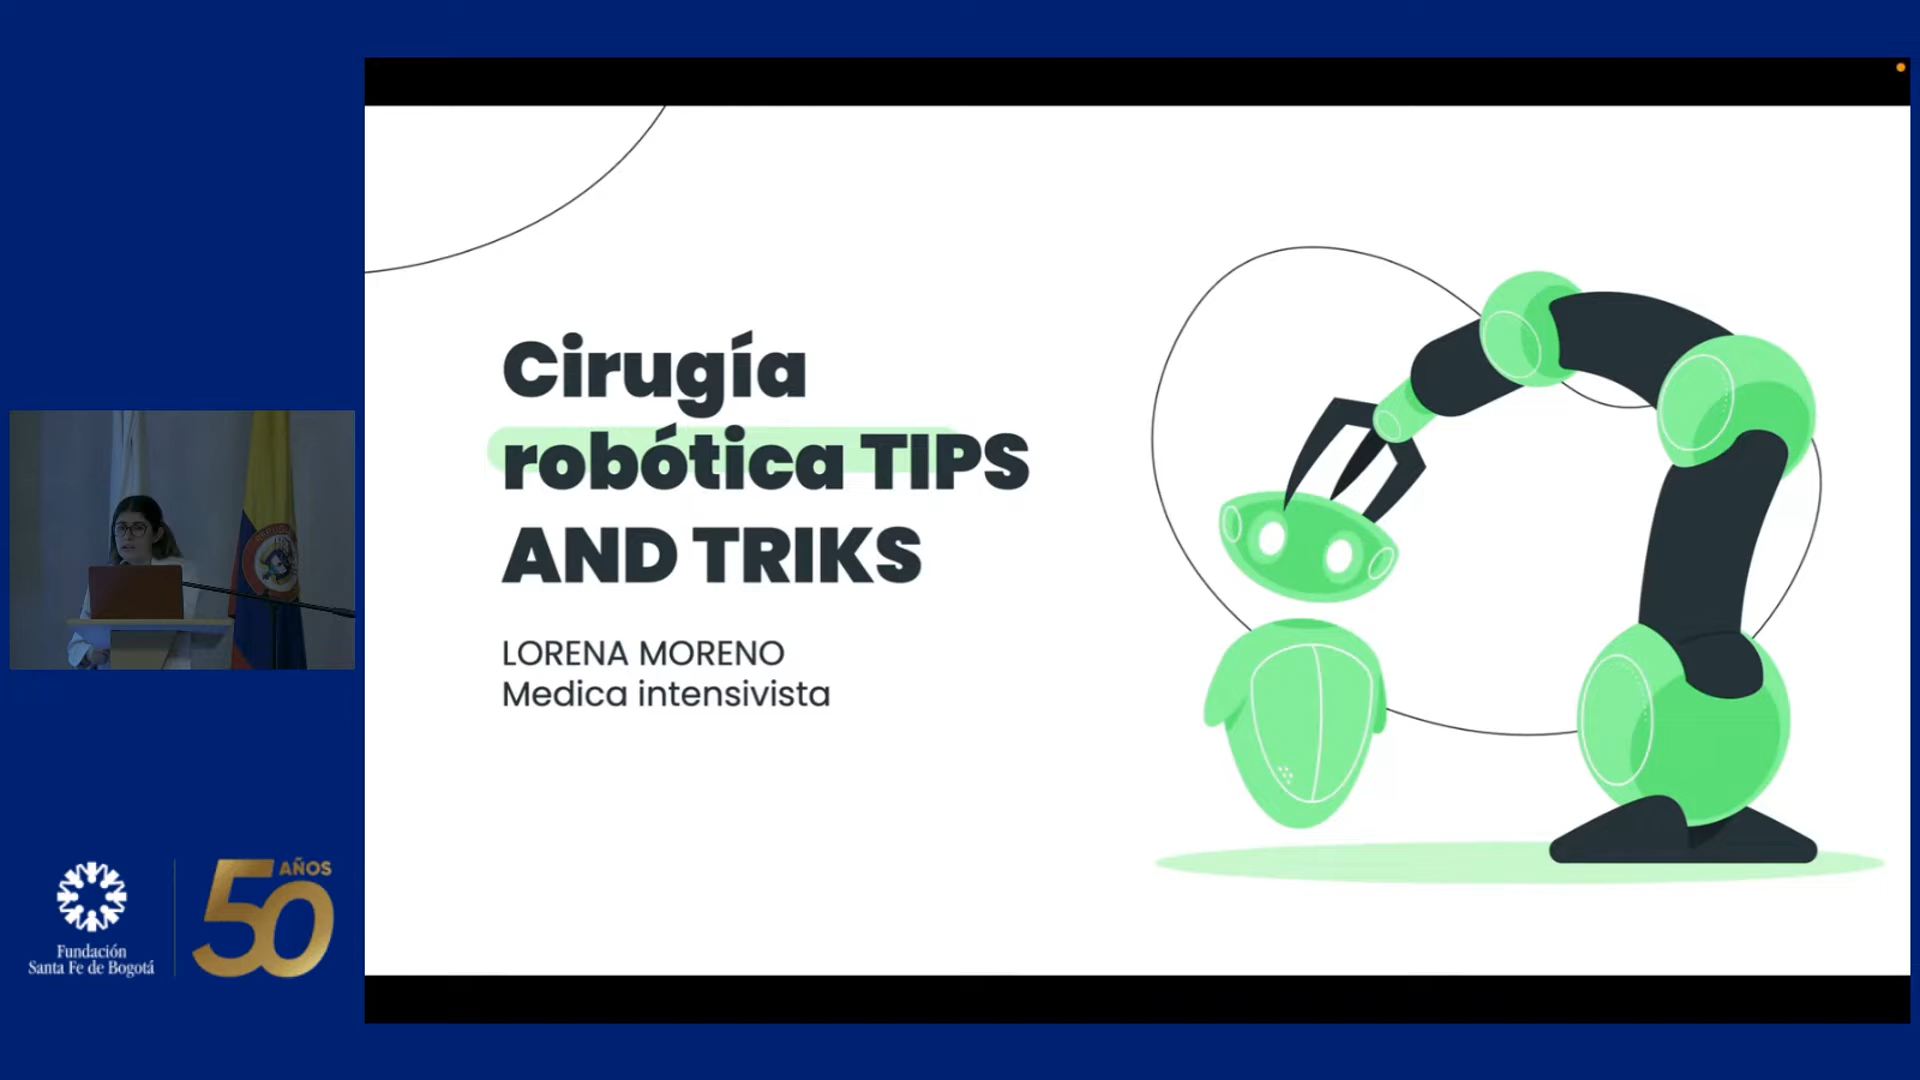 Cirugía
robótica TIPS
AND TRIKS
LORENA MORENO
Medica intensivista
Fundación
Santa Fe de Bogotá
50 AÑOS